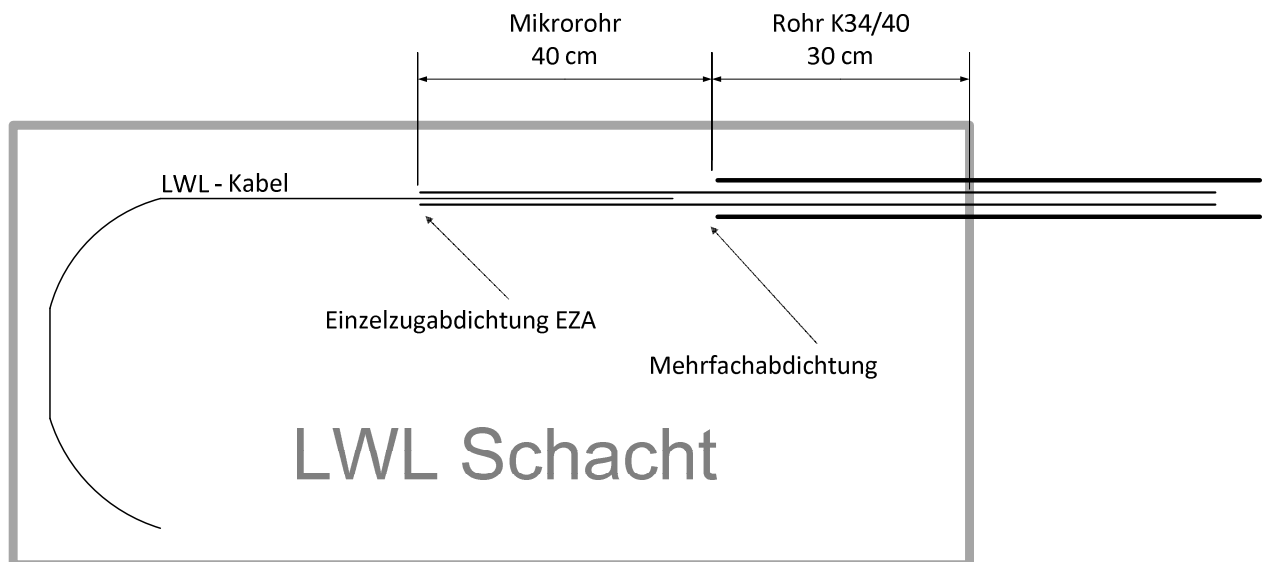 Mikrorohr
40 cm
Rohr K34/40
30 cm
LWL - Kabel
Einzelzugabdichtung EZA
Mehrfachabdichtung
LWL Schacht